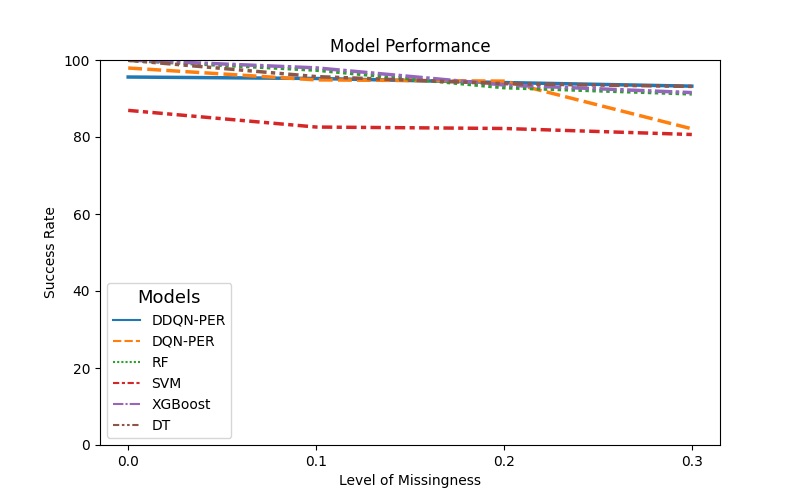 Model Performance
Success Rate
100
80
60
40
20
0
Models
DDQN-PER
DQN-PER
RF
SVM
XGBoost
DT
0.0 0.1 0.2 0.3
Level of Missingness